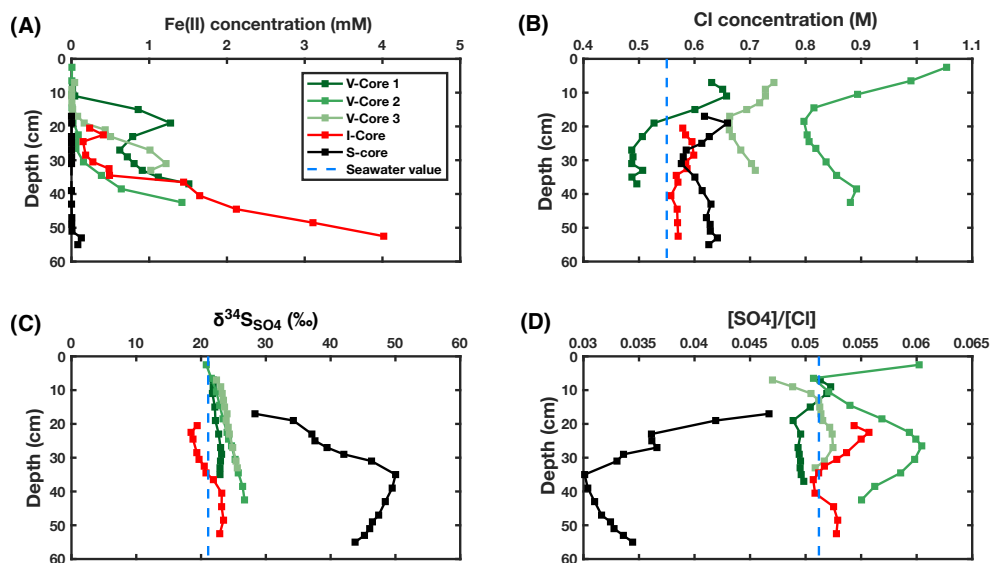 (A)
Fe(II) concentration (mM)
0 1 2 3 4 5
0
10
20
30
40
50
60
Depth (cm)
V-Core 1
V-Core 2
V-Core 3
I-Core
S-core
Seawater value
(B)
Cl concentration (M)
0.4 0.5 0.6 0.7 0.8 0.9 1 1.1
0
10
20
30
40
50
60
Depth (cm)
(C)
δ³⁴S_SO4 (‰)
0 10 20 30 40 50 60
0
10
20
30
40
50
60
Depth (cm)
(D)
[SO4]/[Cl]
0.03 0.035 0.04 0.045 0.05 0.055 0.06 0.065
0
10
20
30
40
50
60
Depth (cm)